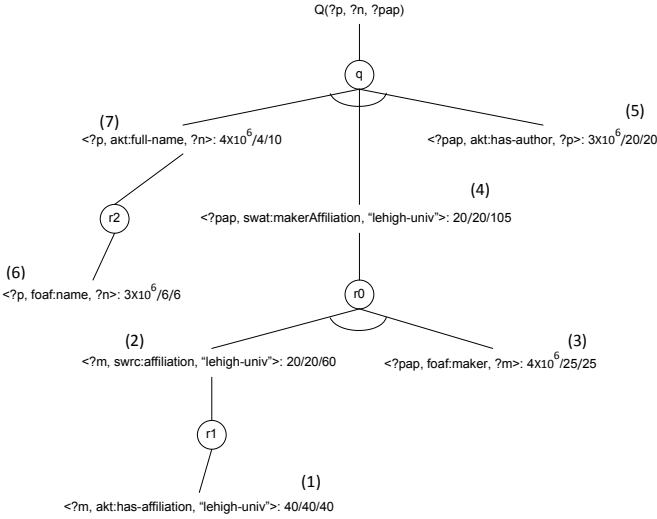 Q(?p, ?n, ?pap)
q
(7)
(5)
<?p, akt:full-name, ?n>: 4X10^6/4/10
<?pap, akt:has-author, ?p>: 3X10^6/20/20
(4)
r2
<?pap, swat:makerAffiliation, “lehigh-univ”>: 20/20/105
(6)
<?p, foaf:name, ?n>: 3X10^6/6/6
r0
(2)
(3)
<?m, swrc:affiliation, “lehigh-univ”>: 20/20/60
<?pap, foaf:maker, ?m>: 4X10^6/25/25
r1
(1)
<?m, akt:has-affiliation, “lehigh-univ”>: 40/40/40